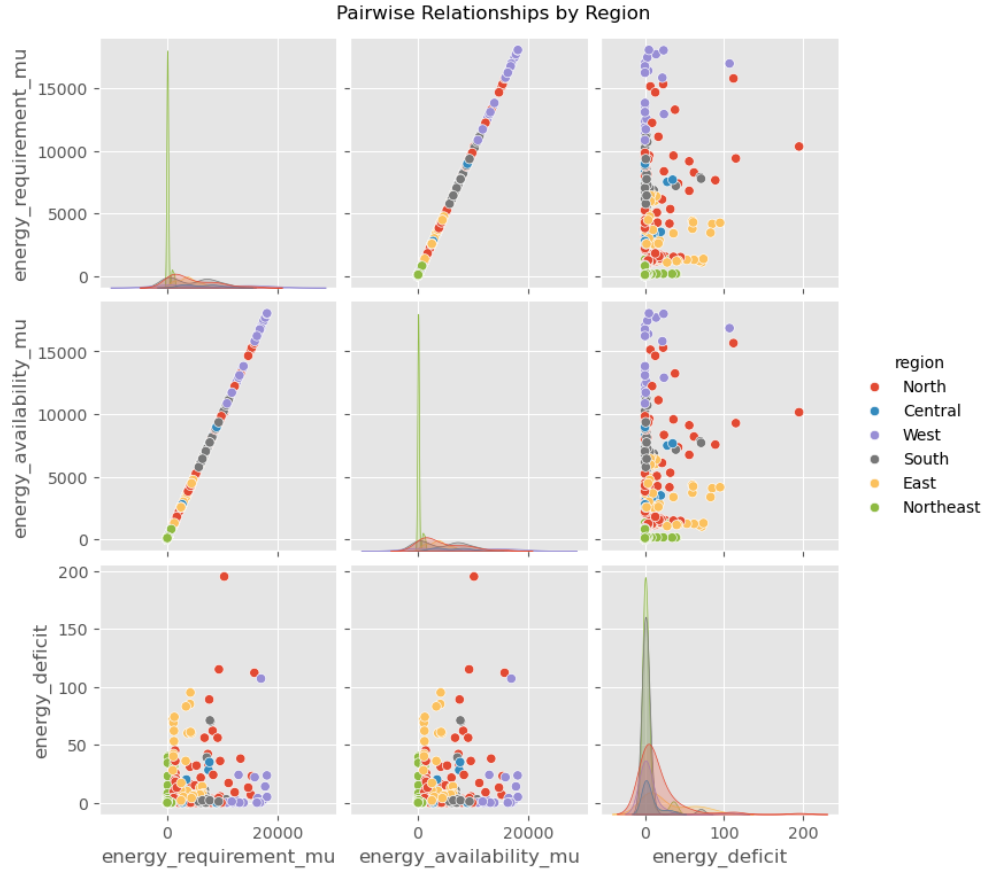 Pairwise Relationships by Region
energy_requirement_mu
15000
10000
5000
0
energy_availability_mu
15000
10000
5000
0
energy_deficit
200
150
100
50
0
0 20000
energy_requirement_mu
0 20000
energy_availability_mu
0 100 200
energy_deficit
region
North
Central
West
South
East
Northeast